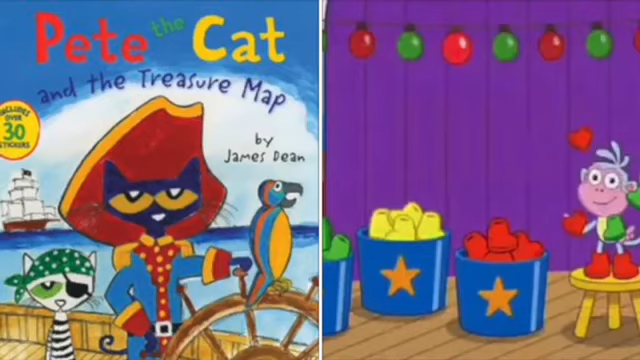 Pete the Cat
and the Treasure Map
INCLUDES
OVER
30
STICKERS
by
James Dean